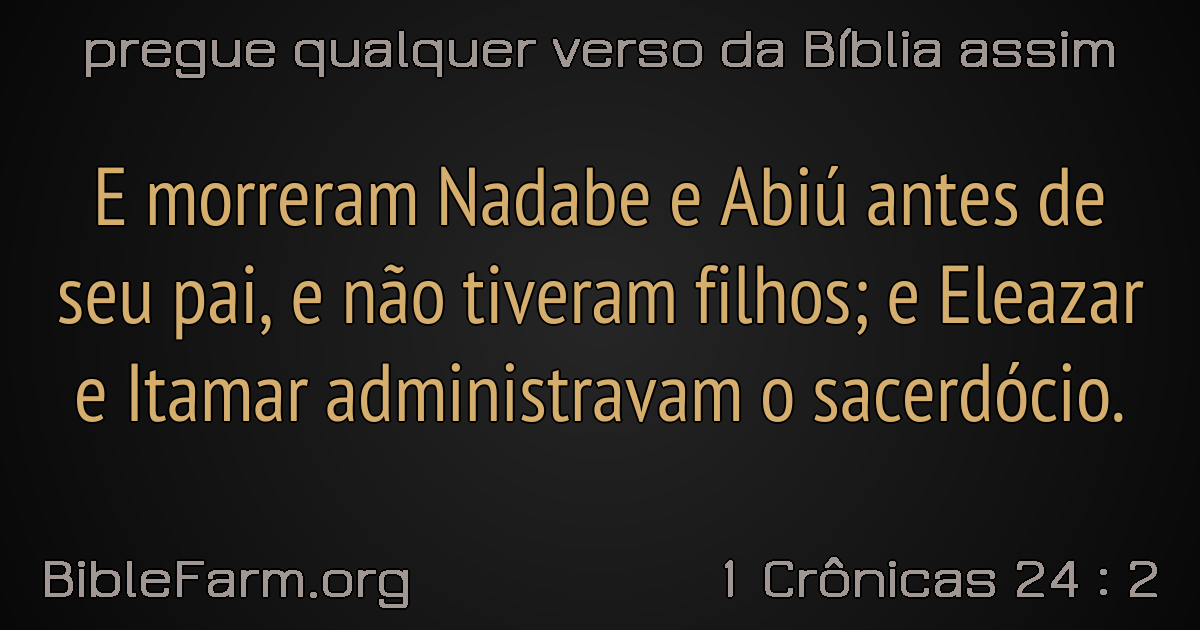 pregue qualquer verso da Bíblia assim
E morreram Nadabe e Abiú antes de
seu pai, e não tiveram filhos; e Eleazar
e Itamar administravam o sacerdócio.
BibleFarm.org
1 Crônicas 24 : 2